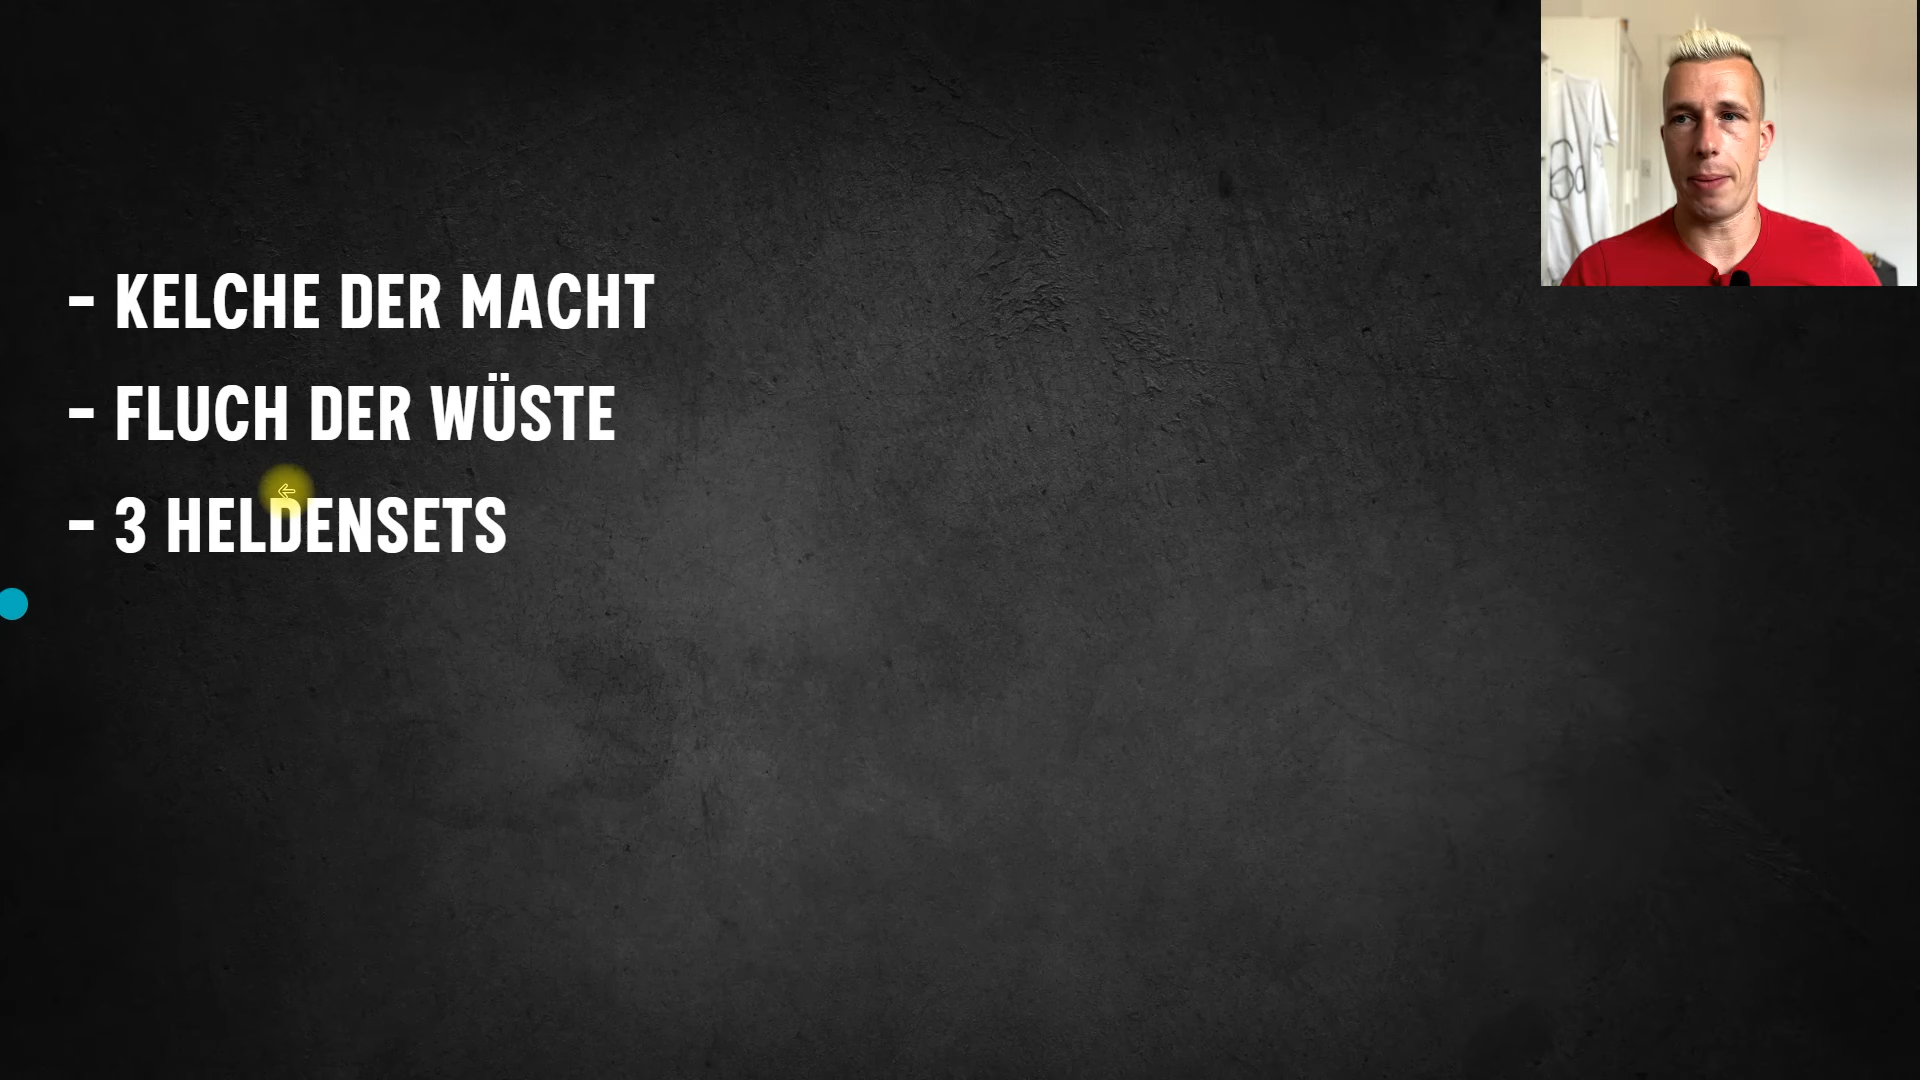 - KELCHE DER MACHT
- FLUCH DER WÜSTE
- 3 HELDENSETS